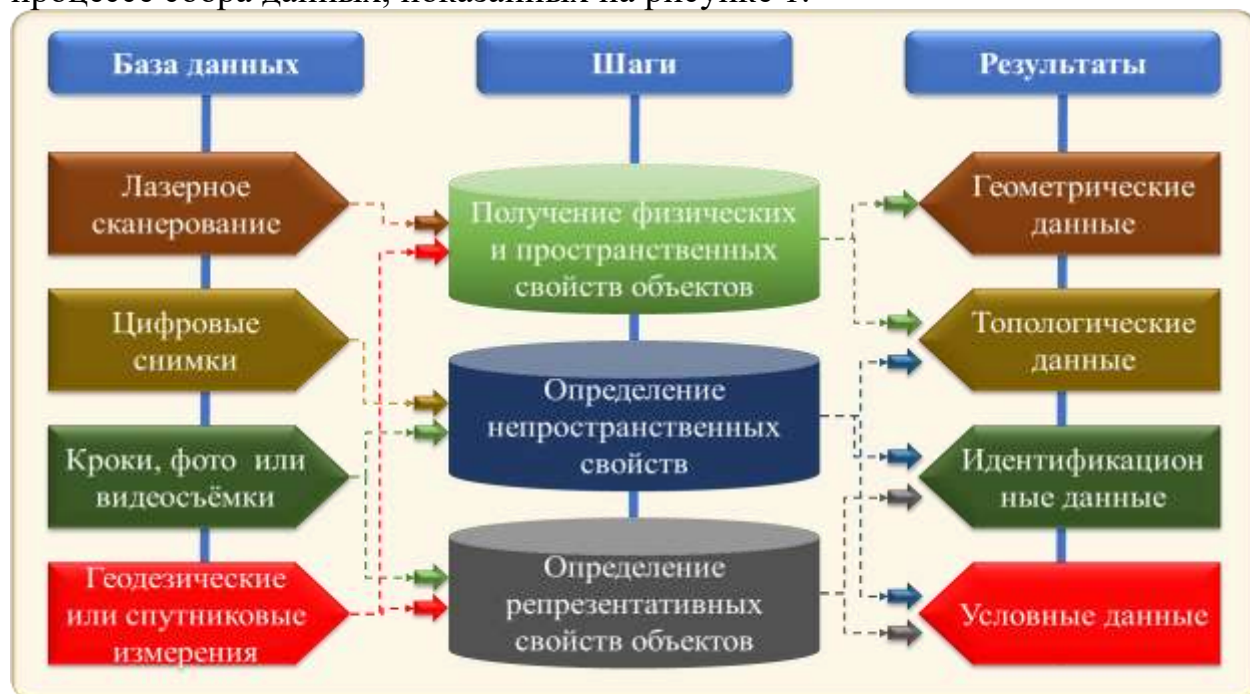 процессе сбора данных, показанных на рисунке 1.
База данных
Шаги
Результаты
Лазерное
сканерование
Цифровые
снимки
Кроки, фото или
видеосъёмки
Геодезические
или спутниковые
измерения
Получение физических
и пространственных
свойств объектов
Определение
непространственных
свойств
Определение
репрезентативных
свойств объектов
Геометрические
данные
Топологические
данные
Идентификацион
ные данные
Условные данные